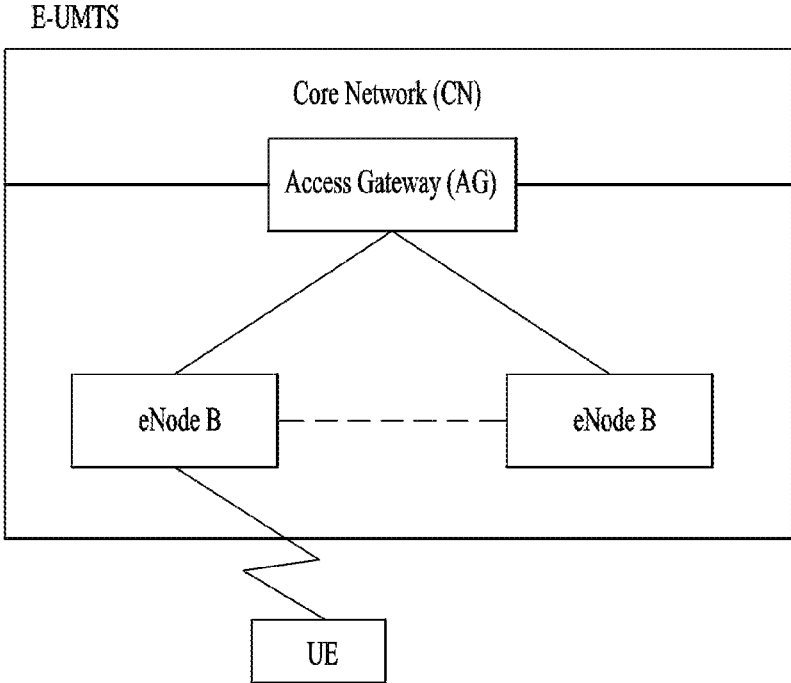 E-UMTS
Core Network (CN)
Access Gateway (AG)
eNode B
eNode B
UE